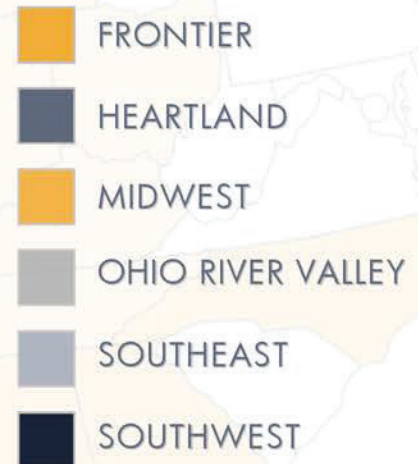 FRONTIER
HEARTLAND
MIDWEST
OHIO RIVER VALLEY
SOUTHEAST
SOUTHWEST